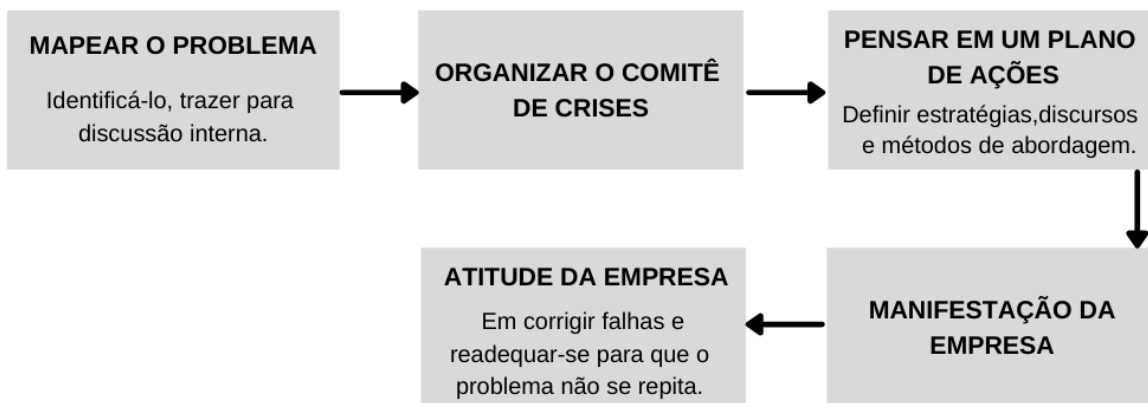 MAPEAR O PROBLEMA
Identificá-lo, trazer para
discussão interna.
ORGANIZAR O COMITÊ
DE CRISES
PENSAR EM UM PLANO
DE AÇÕES
Definir estratégias,discursos
e métodos de abordagem.
MANIFESTAÇÃO DA
EMPRESA
ATITUDE DA EMPRESA
Em corrigir falhas e
readequar-se para que o
problema não se repita.